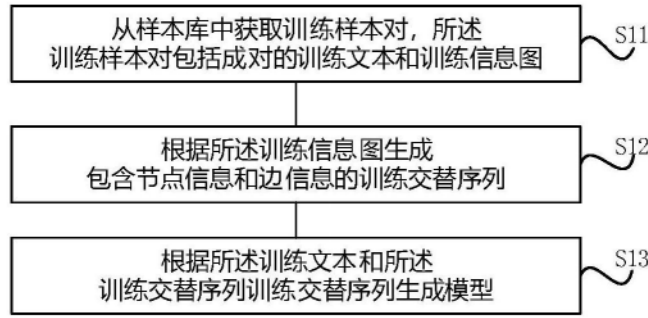 从样本库中获取训练样本对，所述
训练样本对包括成对的训练文本和训练信息图
S11
根据所述训练信息图生成
包含节点信息和边信息的训练交替序列
S12
根据所述训练文本和所述
训练交替序列训练交替序列生成模型
S13